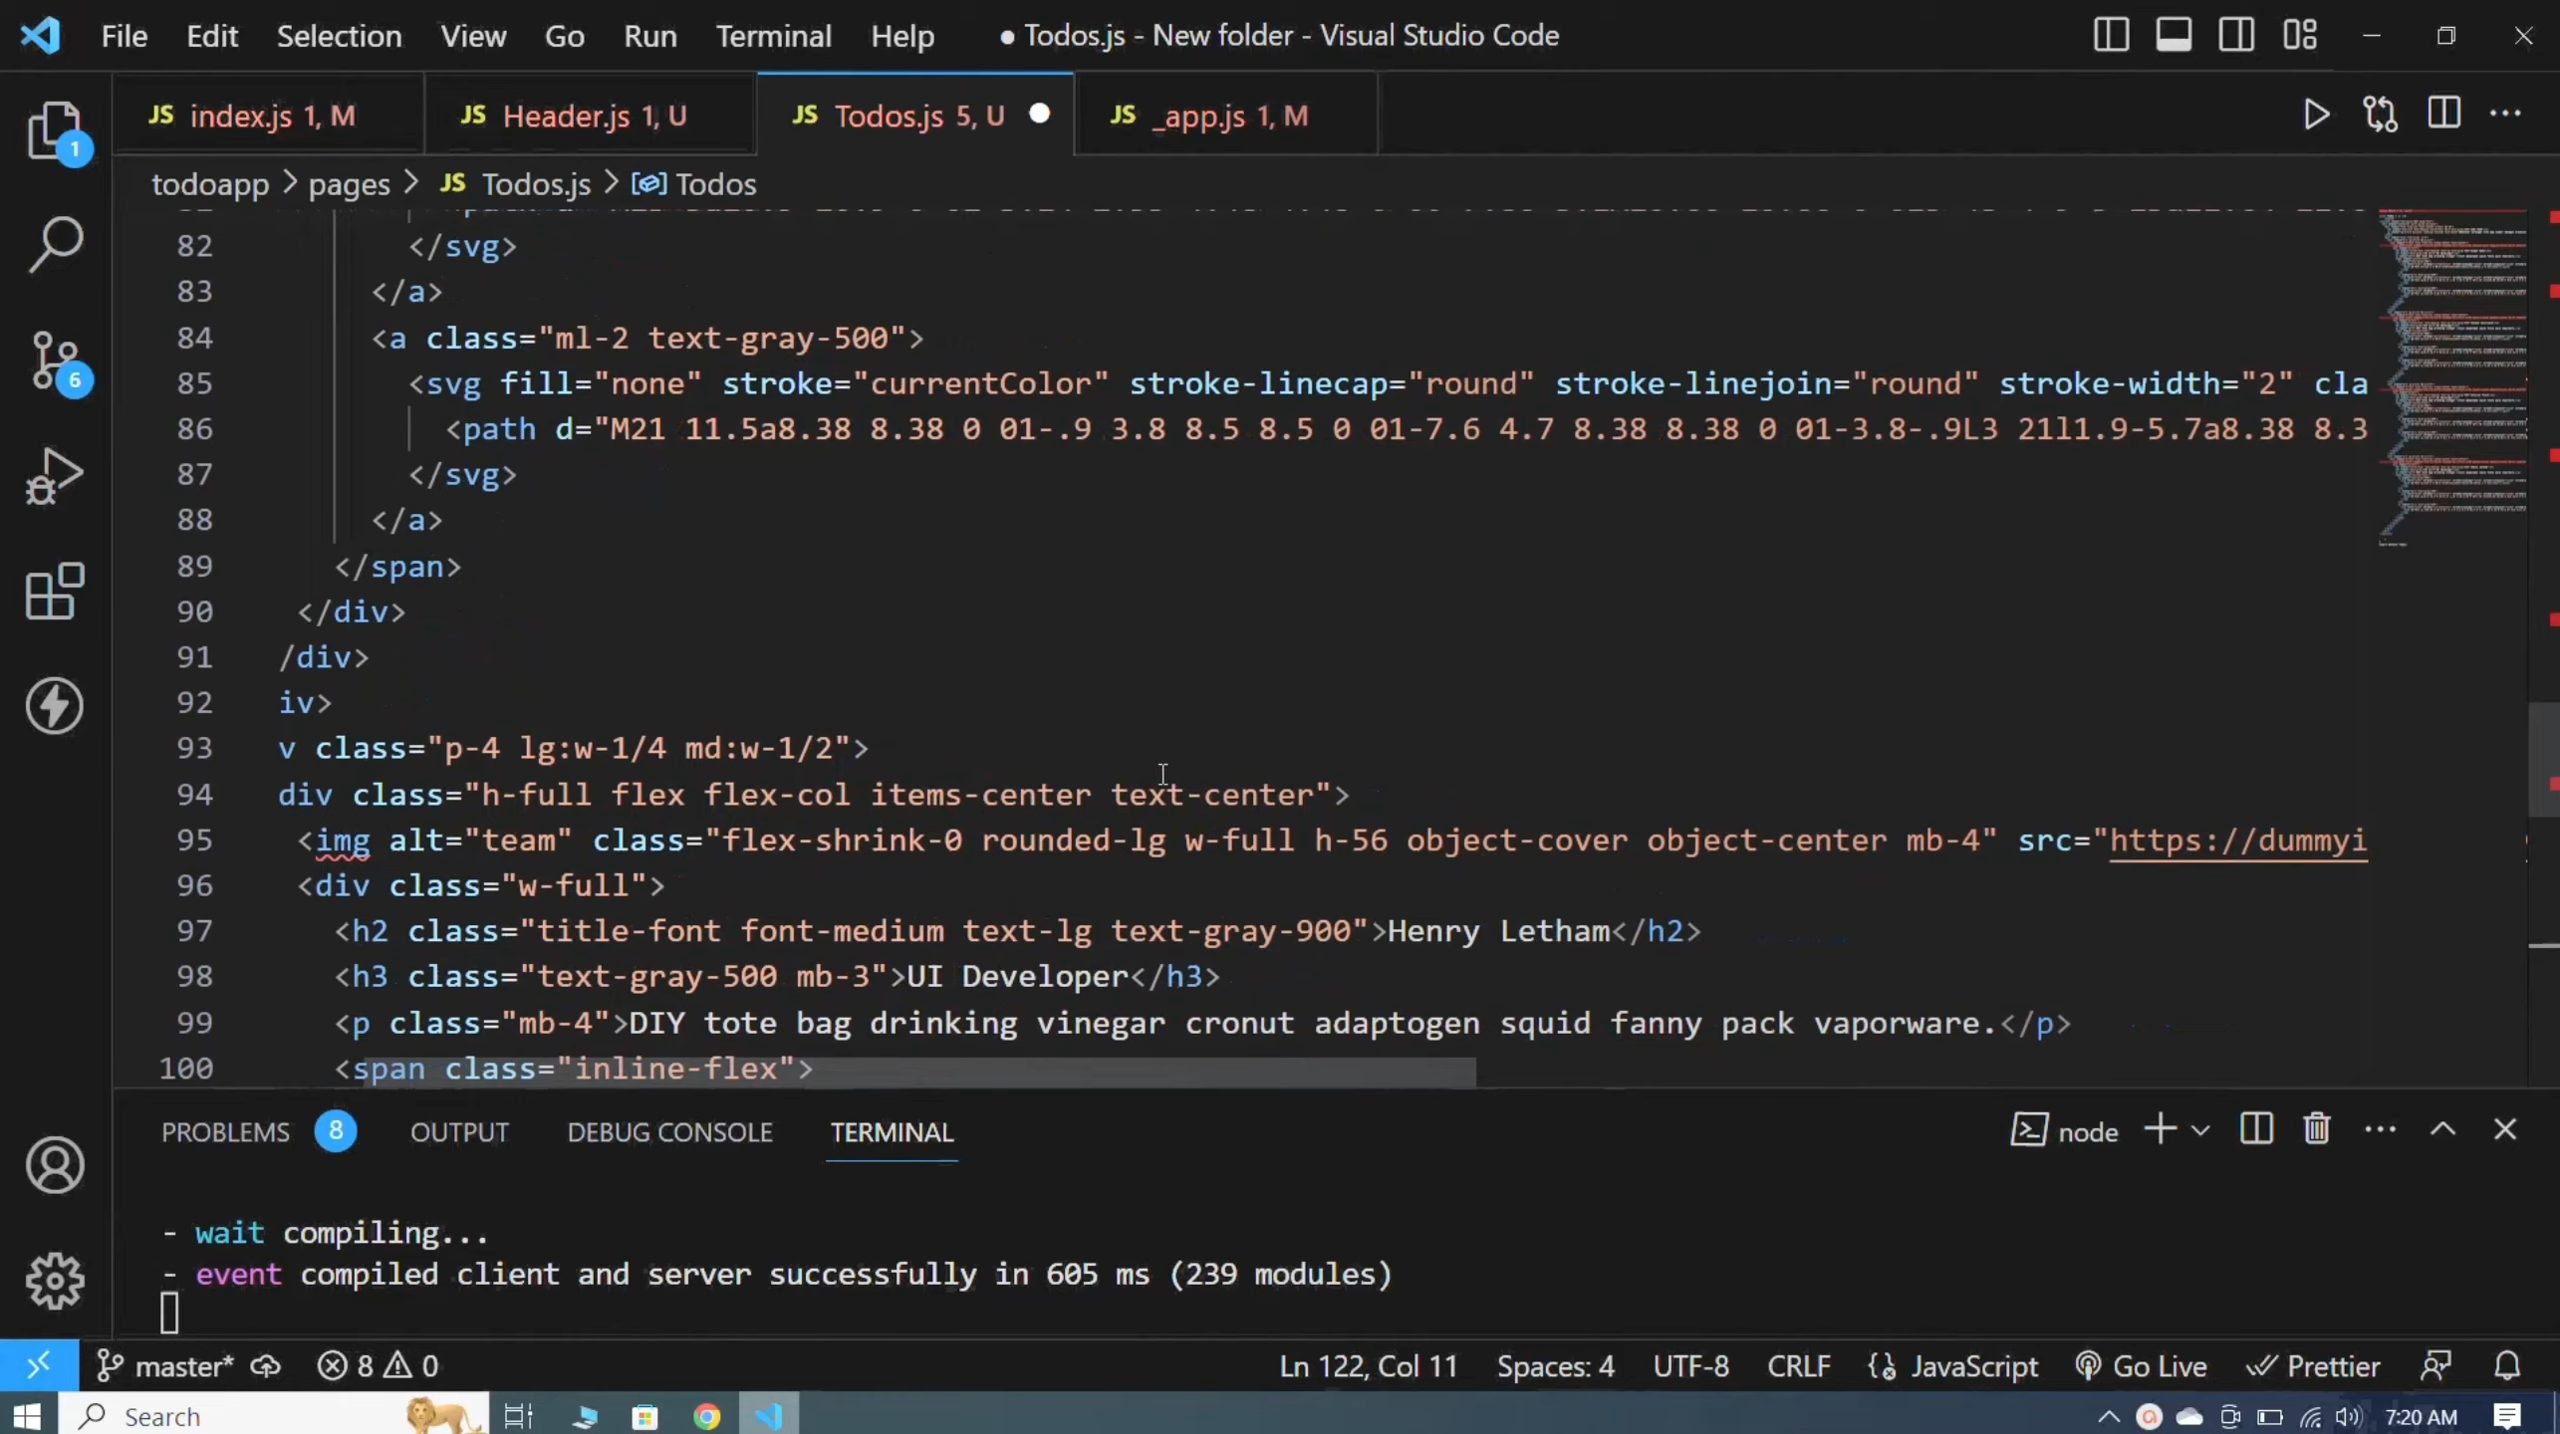 File Edit Selection View Go Run Terminal Help ● Todos.js - New folder - Visual Studio Code
JS index.js 1, M JS Header.js 1, U JS Todos.js 5, U JS _app.js 1, M
1
todoapp > pages > JS Todos.js > Todos
82 </svg>
83 </a>
84 <a class="ml-2 text-gray-500">
85 <svg fill="none" stroke="currentColor" stroke-linecap="round" stroke-linejoin="round" stroke-width="2" cla
6
86 <path d="M21 11.5a8.38 8.38 0 01-.9 3.8 8.5 8.5 0 01-7.6 4.7 8.38 8.38 0 01-3.8-.9L3 21l1.9-5.7a8.38 8.3
87 </svg>
88 </a>
89 </span>
90 </div>
91 /div>
92 iv>
93 v class="p-4 lg:w-1/4 md:w-1/2">
94 div class="h-full flex flex-col items-center text-center">
95 <img alt="team" class="flex-shrink-0 rounded-lg w-full h-56 object-cover object-center mb-4" src="https://dummyi
96 <div class="w-full">
97 <h2 class="title-font font-medium text-lg text-gray-900">Henry Letham</h2>
98 <h3 class="text-gray-500 mb-3">UI Developer</h3>
99 <p class="mb-4">DIY tote bag drinking vinegar cronut adaptogen squid fanny pack vaporware.</p>
100 <span class="inline-flex">
PROBLEMS 8 OUTPUT DEBUG CONSOLE TERMINAL node
- wait compiling...
- event compiled client and server successfully in 605 ms (239 modules)
master* 8 0 Ln 122, Col 11 Spaces: 4 UTF-8 CRLF JavaScript Go Live Prettier
Search 7:20 AM